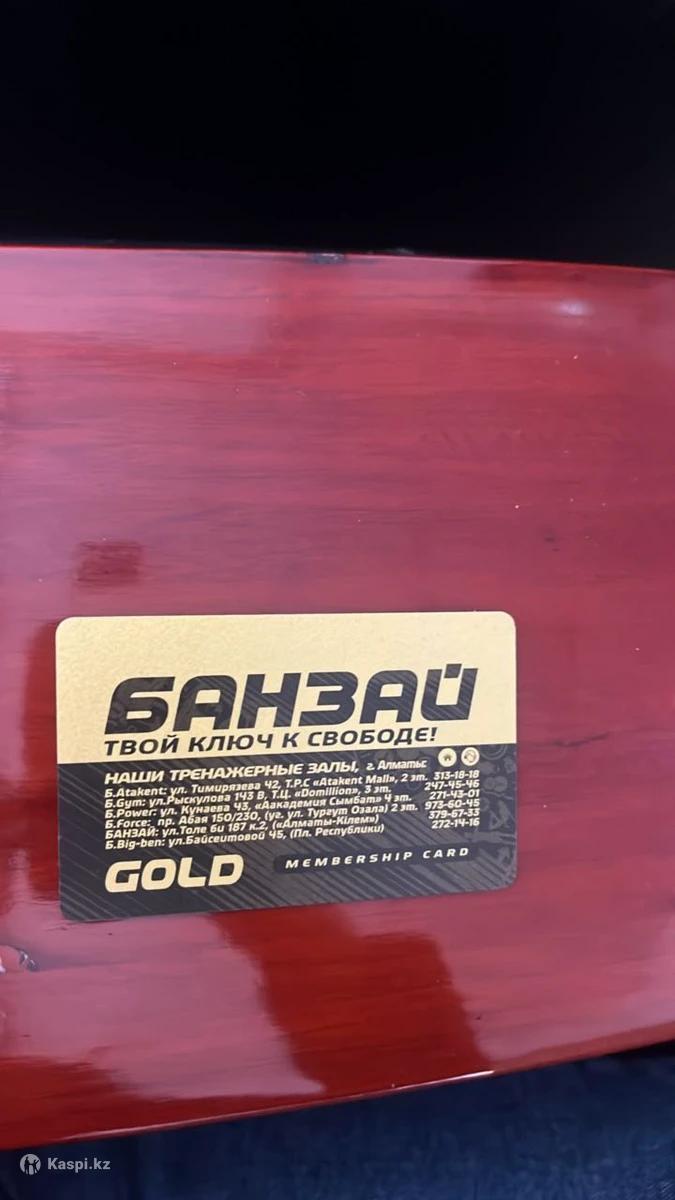 БАНЗАЙ
ТВОЙ КЛЮЧ К СВОБОДЕ!
НАШИ ТРЕНАЖЕРНЫЕ ЗАЛЫ, г. Алматы:
Б.Atakent: ул. Тимирязева 42, Т.Р.С «Atakent Mall», 2 эт. 313-18-18
Б.Gym: ул.Рыскулова 143 В, Т.Ц. «Domillion», 3 эт. 247-45-46
Б.Power: ул. Кунаева 43, «Аакадемия Сымбат» 4 эт. 271-43-01
Б.Force: пр. Абая 150/230, (уг. ул. Тургут Озала) 2 эт. 973-60-45
БАНЗАЙ: ул.Толе би 187 к.2, («Алматы-Кілем») 379-67-33
Б.Big-ben: ул.Байсеитовой 45, (Пл. Республики) 272-14-16
GOLD MEMBERSHIP CARD
Kaspi.kz